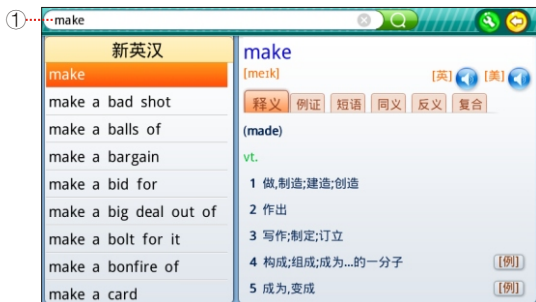 ① make
新英汉
make
make a bad shot
make a balls of
make a bargain
make a bid for
make a big deal out of
make a bolt for it
make a bonfire of
make a card
make
[meɪk]
[英] [美]
释义 例证 短语 同义 反义 复合
(made)
vt.
1 做,制造;建造;创造
2 作出
3 写作;制定;订立
4 构成;组成;成为...的一分子 [例]
5 成为,变成 [例]